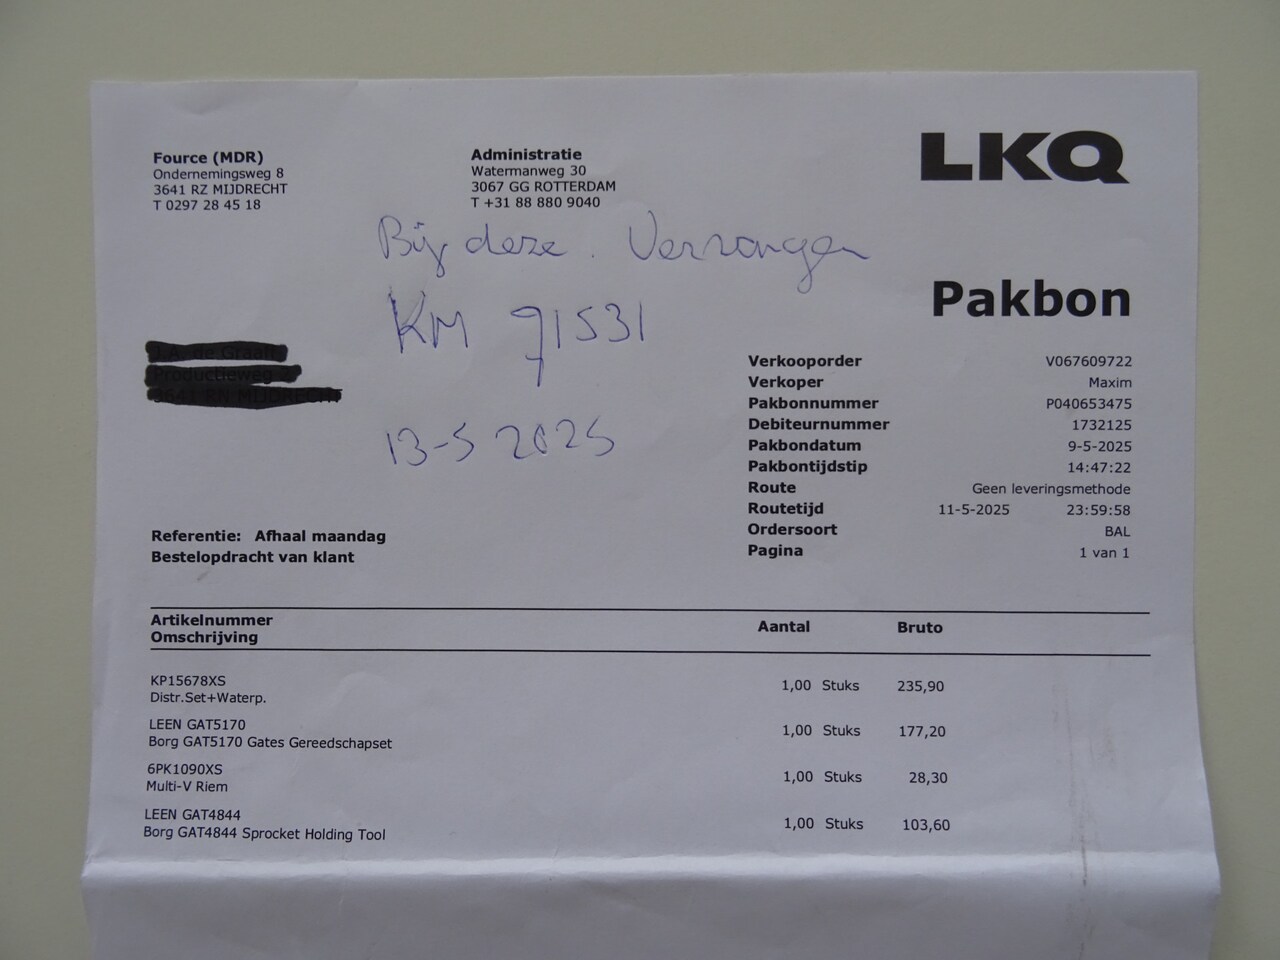 Fource (MDR)
Ondernemingsweg 8
3641 RZ MIJDRECHT
T 0297 28 45 18
Administratie
Watermanweg 30
3067 GG ROTTERDAM
T +31 88 880 9040
LKQ
Bij deze. Vervangen
KM 71531
13-5 2025
Pakbon
Verkooporder V067609722
Verkoper Maxim
Pakbonnummer P040653475
Debiteurnummer 1732125
Pakbondatum 9-5-2025
Pakbontijdstip 14:47:22
Route Geen leveringsmethode
Routetijd 11-5-2025 23:59:58
Ordersoort BAL
Pagina 1 van 1
Referentie: Afhaal maandag
Bestelopdracht van klant
Artikelnummer
Omschrijving Aantal Bruto
KP15678XS 1,00 Stuks 235,90
Distr.Set+Waterp.
LEEN GAT5170 1,00 Stuks 177,20
Borg GAT5170 Gates Gereedschapset
6PK1090XS 1,00 Stuks 28,30
Multi-V Riem
LEEN GAT4844 1,00 Stuks 103,60
Borg GAT4844 Sprocket Holding Tool